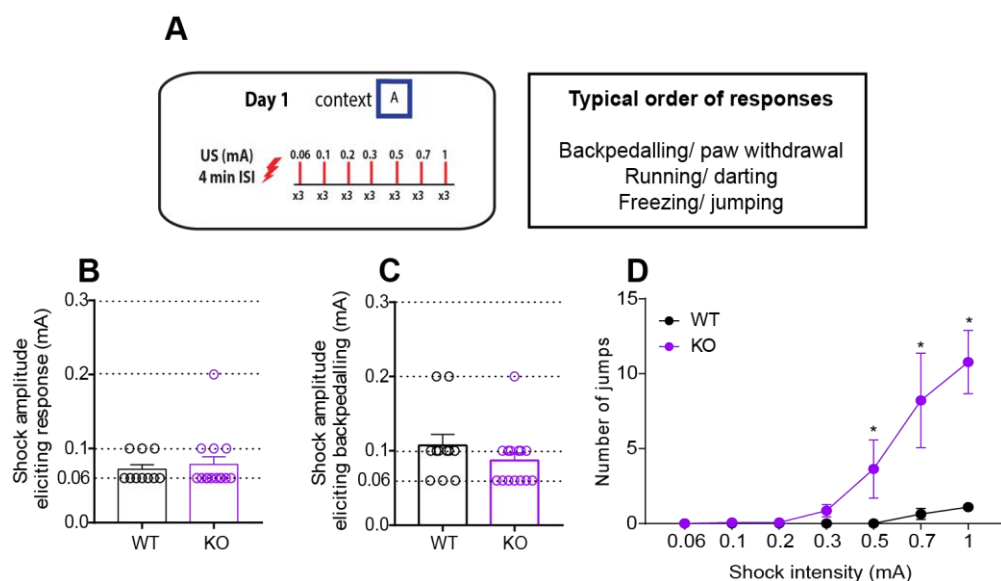 A
Day 1 context A
US (mA) 0.06 0.1 0.2 0.3 0.5 0.7 1
4 min ISI x3 x3 x3 x3 x3 x3 x3
Typical order of responses
Backpedalling/ paw withdrawal
Running/ darting
Freezing/ jumping
B
Shock amplitude
eliciting response (mA)
0.3
0.2
0.1
0.06
0.0
WT KO
C
Shock amplitude
eliciting backpedalling (mA)
0.3
0.2
0.1
0.06
0.0
WT KO
D
Number of jumps
15
10
5
0
WT
KO
* * *
0.06 0.1 0.2 0.3 0.5 0.7 1
Shock intensity (mA)